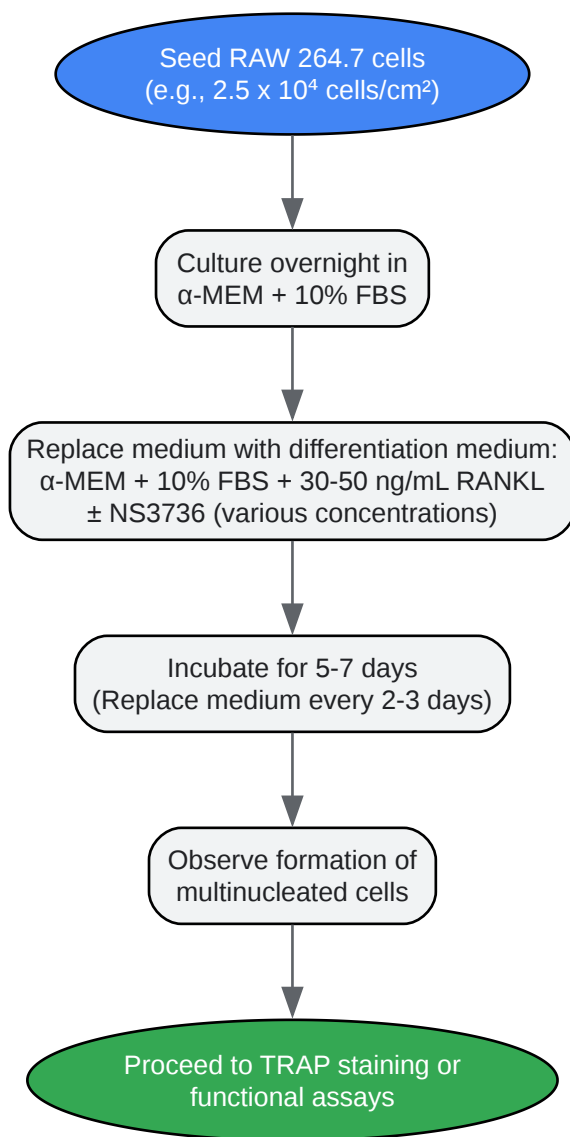 Seed RAW 264.7 cells
(e.g., 2.5 x 10⁴ cells/cm²)
Culture overnight in
α-MEM + 10% FBS
Replace medium with differentiation medium:
α-MEM + 10% FBS + 30-50 ng/mL RANKL
± NS3736 (various concentrations)
Incubate for 5-7 days
(Replace medium every 2-3 days)
Observe formation of
multinucleated cells
Proceed to TRAP staining or
functional assays